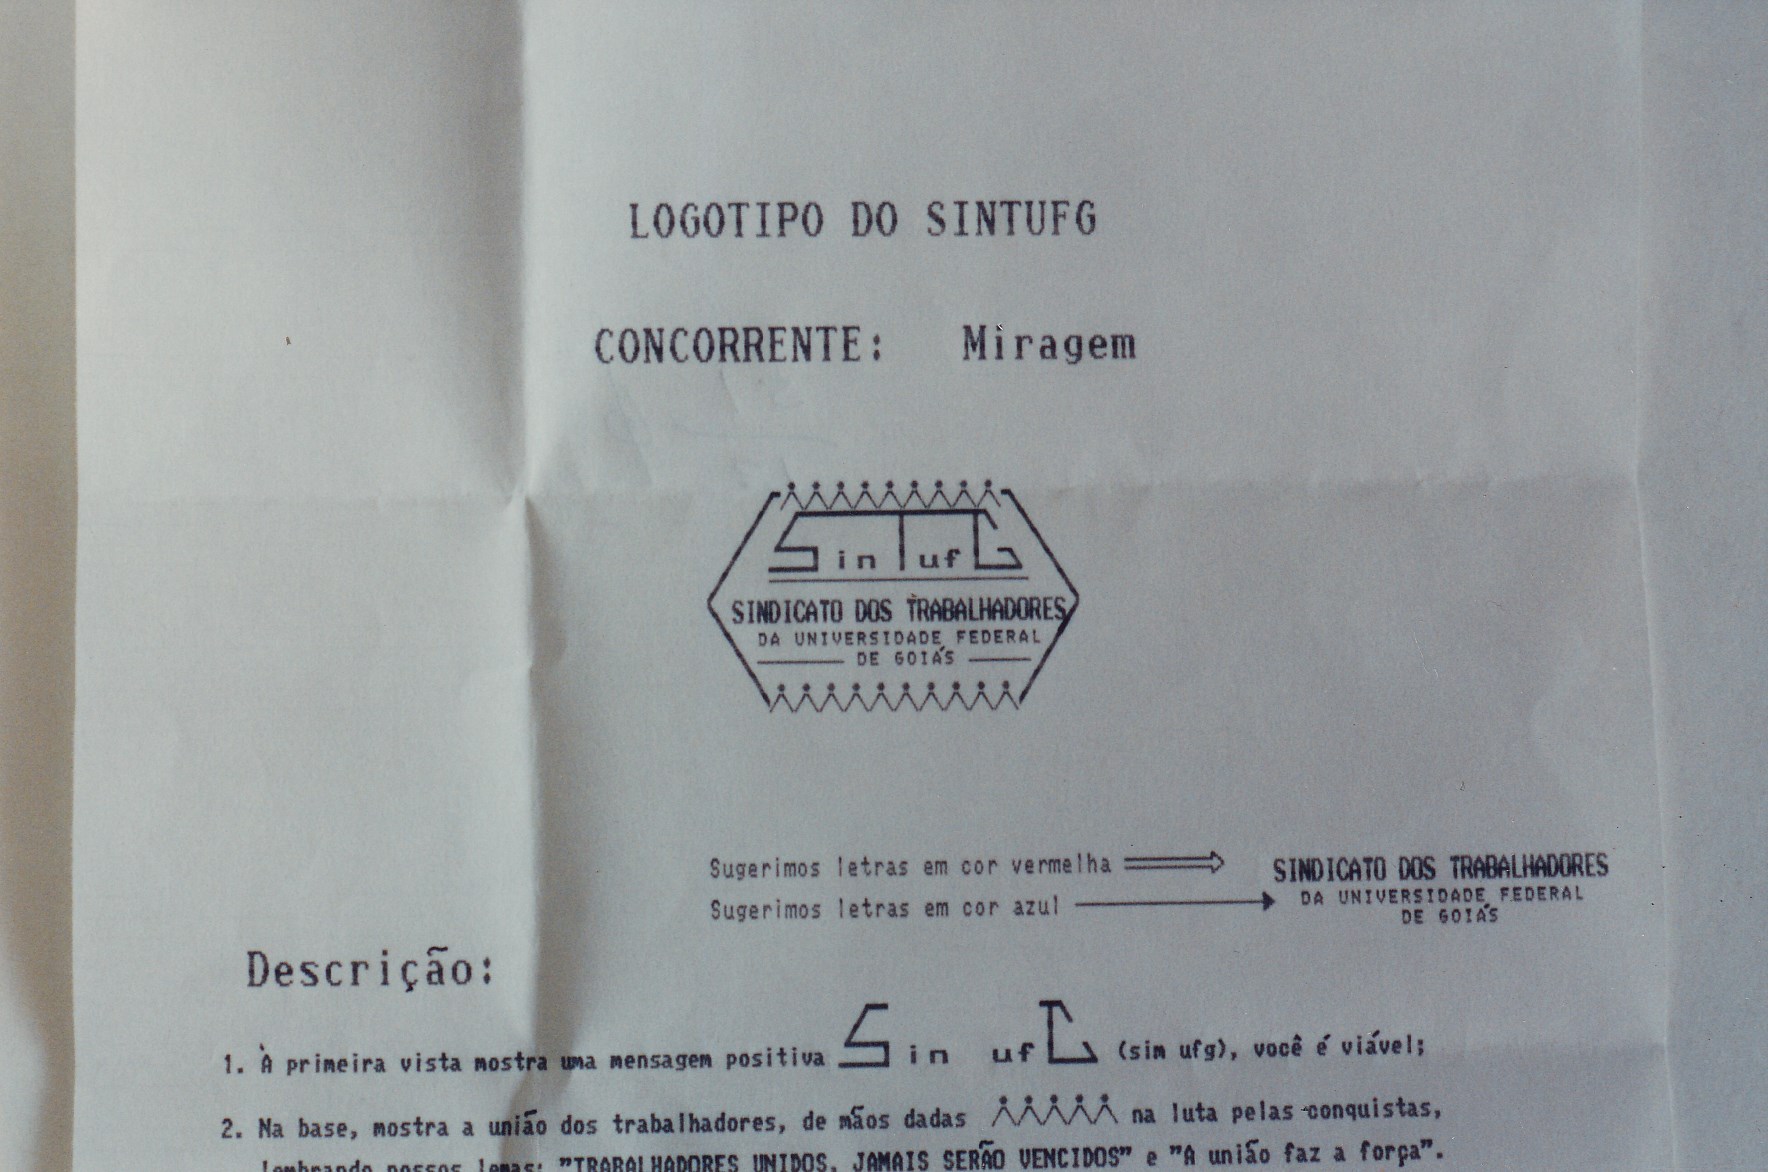 LOGOTIPO DO SINTUFG
CONCORRENTE: Miragem
SinTufG
SINDICATO DOS TRABALHADORES
DA UNIVERSIDADE FEDERAL
DE GOIÁS
Sugerimos letras em cor vermelha
SINDICATO DOS TRABALHADORES
Sugerimos letras em cor azul
DA UNIVERSIDADE FEDERAL
DE GOIÁS
Descrição:
1. À primeira vista mostra uma mensagem positiva Sin ufG (sim ufg), você é viável;
2. Na base, mostra a união dos trabalhadores, de mãos dadas na luta pelas conquistas,
lembrando nossos lemas: "TRABALHADORES UNIDOS, JAMAIS SERÃO VENCIDOS" e "A união faz a força".